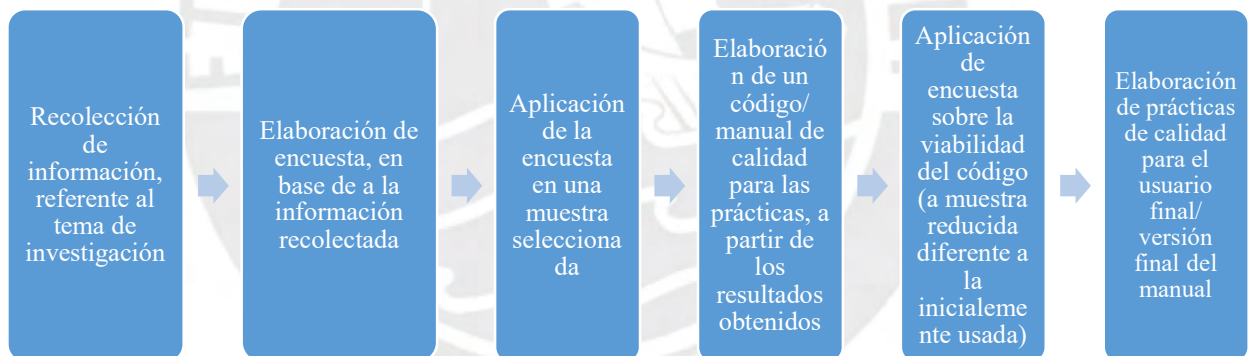 Recolección
de
información,
referente al
tema de
investigación
Elaboración de
encuesta, en
base de a la
información
recolectada
Aplicación
de la
encuesta
en una
muestra
selecciona
da
Elaboració
n de un
código/
manual de
calidad
para las
prácticas, a
partir de
los
resultados
obtenidos
Aplicación
de
encuesta
sobre la
viabilidad
del código
(a muestra
reducida
diferente a
la
inicialeme
nte usada)
Elaboración
de prácticas
de calidad
para el
usuario
final/
versión
final del
manual